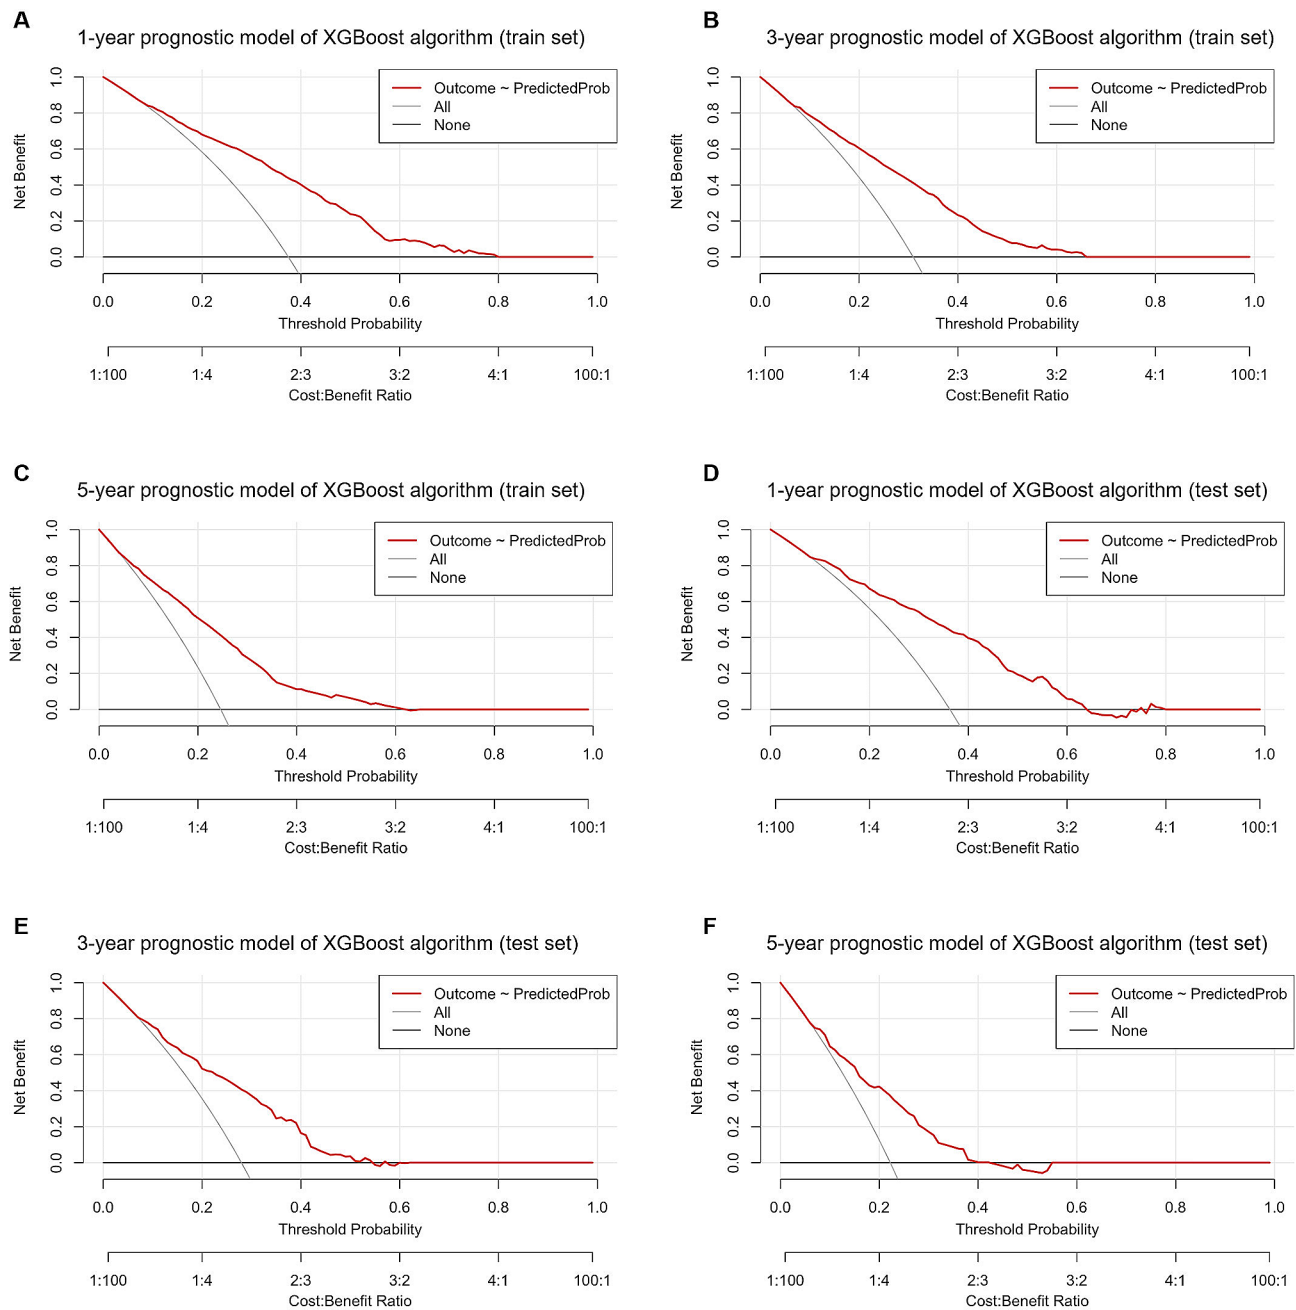 A
1-year prognostic model of XGBoost algorithm (train set)
Outcome ~ PredictedProb
All
None
Net Benefit
1.0
0.8
0.6
0.4
0.2
0.0
0.0 0.2 0.4 0.6 0.8 1.0
Threshold Probability
1:100 1:4 2:3 3:2 4:1 100:1
Cost:Benefit Ratio
B
3-year prognostic model of XGBoost algorithm (train set)
Outcome ~ PredictedProb
All
None
Net Benefit
1.0
0.8
0.6
0.4
0.2
0.0
0.0 0.2 0.4 0.6 0.8 1.0
Threshold Probability
1:100 1:4 2:3 3:2 4:1 100:1
Cost:Benefit Ratio
C
5-year prognostic model of XGBoost algorithm (train set)
Outcome ~ PredictedProb
All
None
Net Benefit
1.0
0.8
0.6
0.4
0.2
0.0
0.0 0.2 0.4 0.6 0.8 1.0
Threshold Probability
1:100 1:4 2:3 3:2 4:1 100:1
Cost:Benefit Ratio
D
1-year prognostic model of XGBoost algorithm (test set)
Outcome ~ PredictedProb
All
None
Net Benefit
1.0
0.8
0.6
0.4
0.2
0.0
0.0 0.2 0.4 0.6 0.8 1.0
Threshold Probability
1:100 1:4 2:3 3:2 4:1 100:1
Cost:Benefit Ratio
E
3-year prognostic model of XGBoost algorithm (test set)
Outcome ~ PredictedProb
All
None
Net Benefit
1.0
0.8
0.6
0.4
0.2
0.0
0.0 0.2 0.4 0.6 0.8 1.0
Threshold Probability
1:100 1:4 2:3 3:2 4:1 100:1
Cost:Benefit Ratio
F
5-year prognostic model of XGBoost algorithm (test set)
Outcome ~ PredictedProb
All
None
Net Benefit
1.0
0.8
0.6
0.4
0.2
0.0
0.0 0.2 0.4 0.6 0.8 1.0
Threshold Probability
1:100 1:4 2:3 3:2 4:1 100:1
Cost:Benefit Ratio